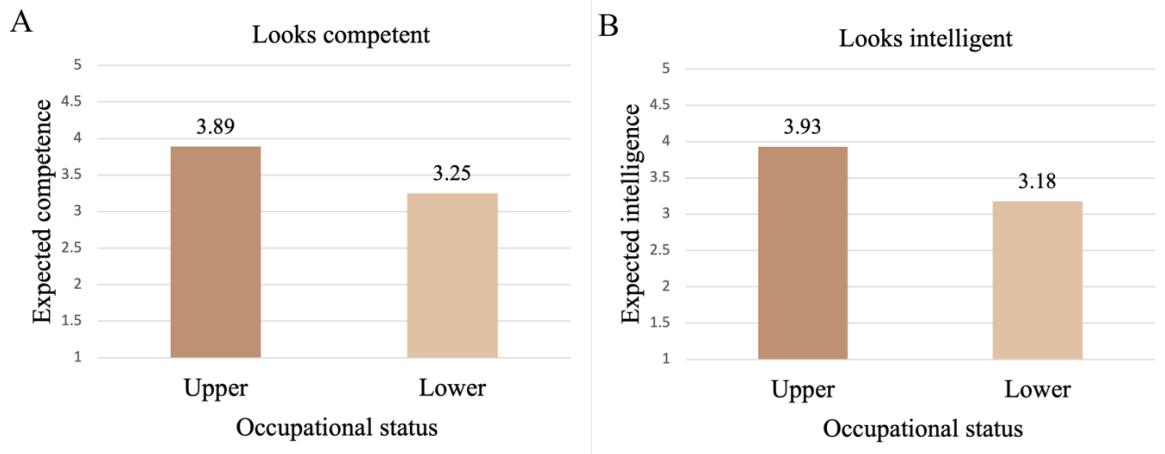 A
Looks competent
Expected competence
5
4.5
4
3.5
3
2.5
2
1.5
1
3.89
3.25
Upper
Lower
Occupational status
B
Looks intelligent
Expected intelligence
5
4.5
4
3.5
3
2.5
2
1.5
1
3.93
3.18
Upper
Lower
Occupational status